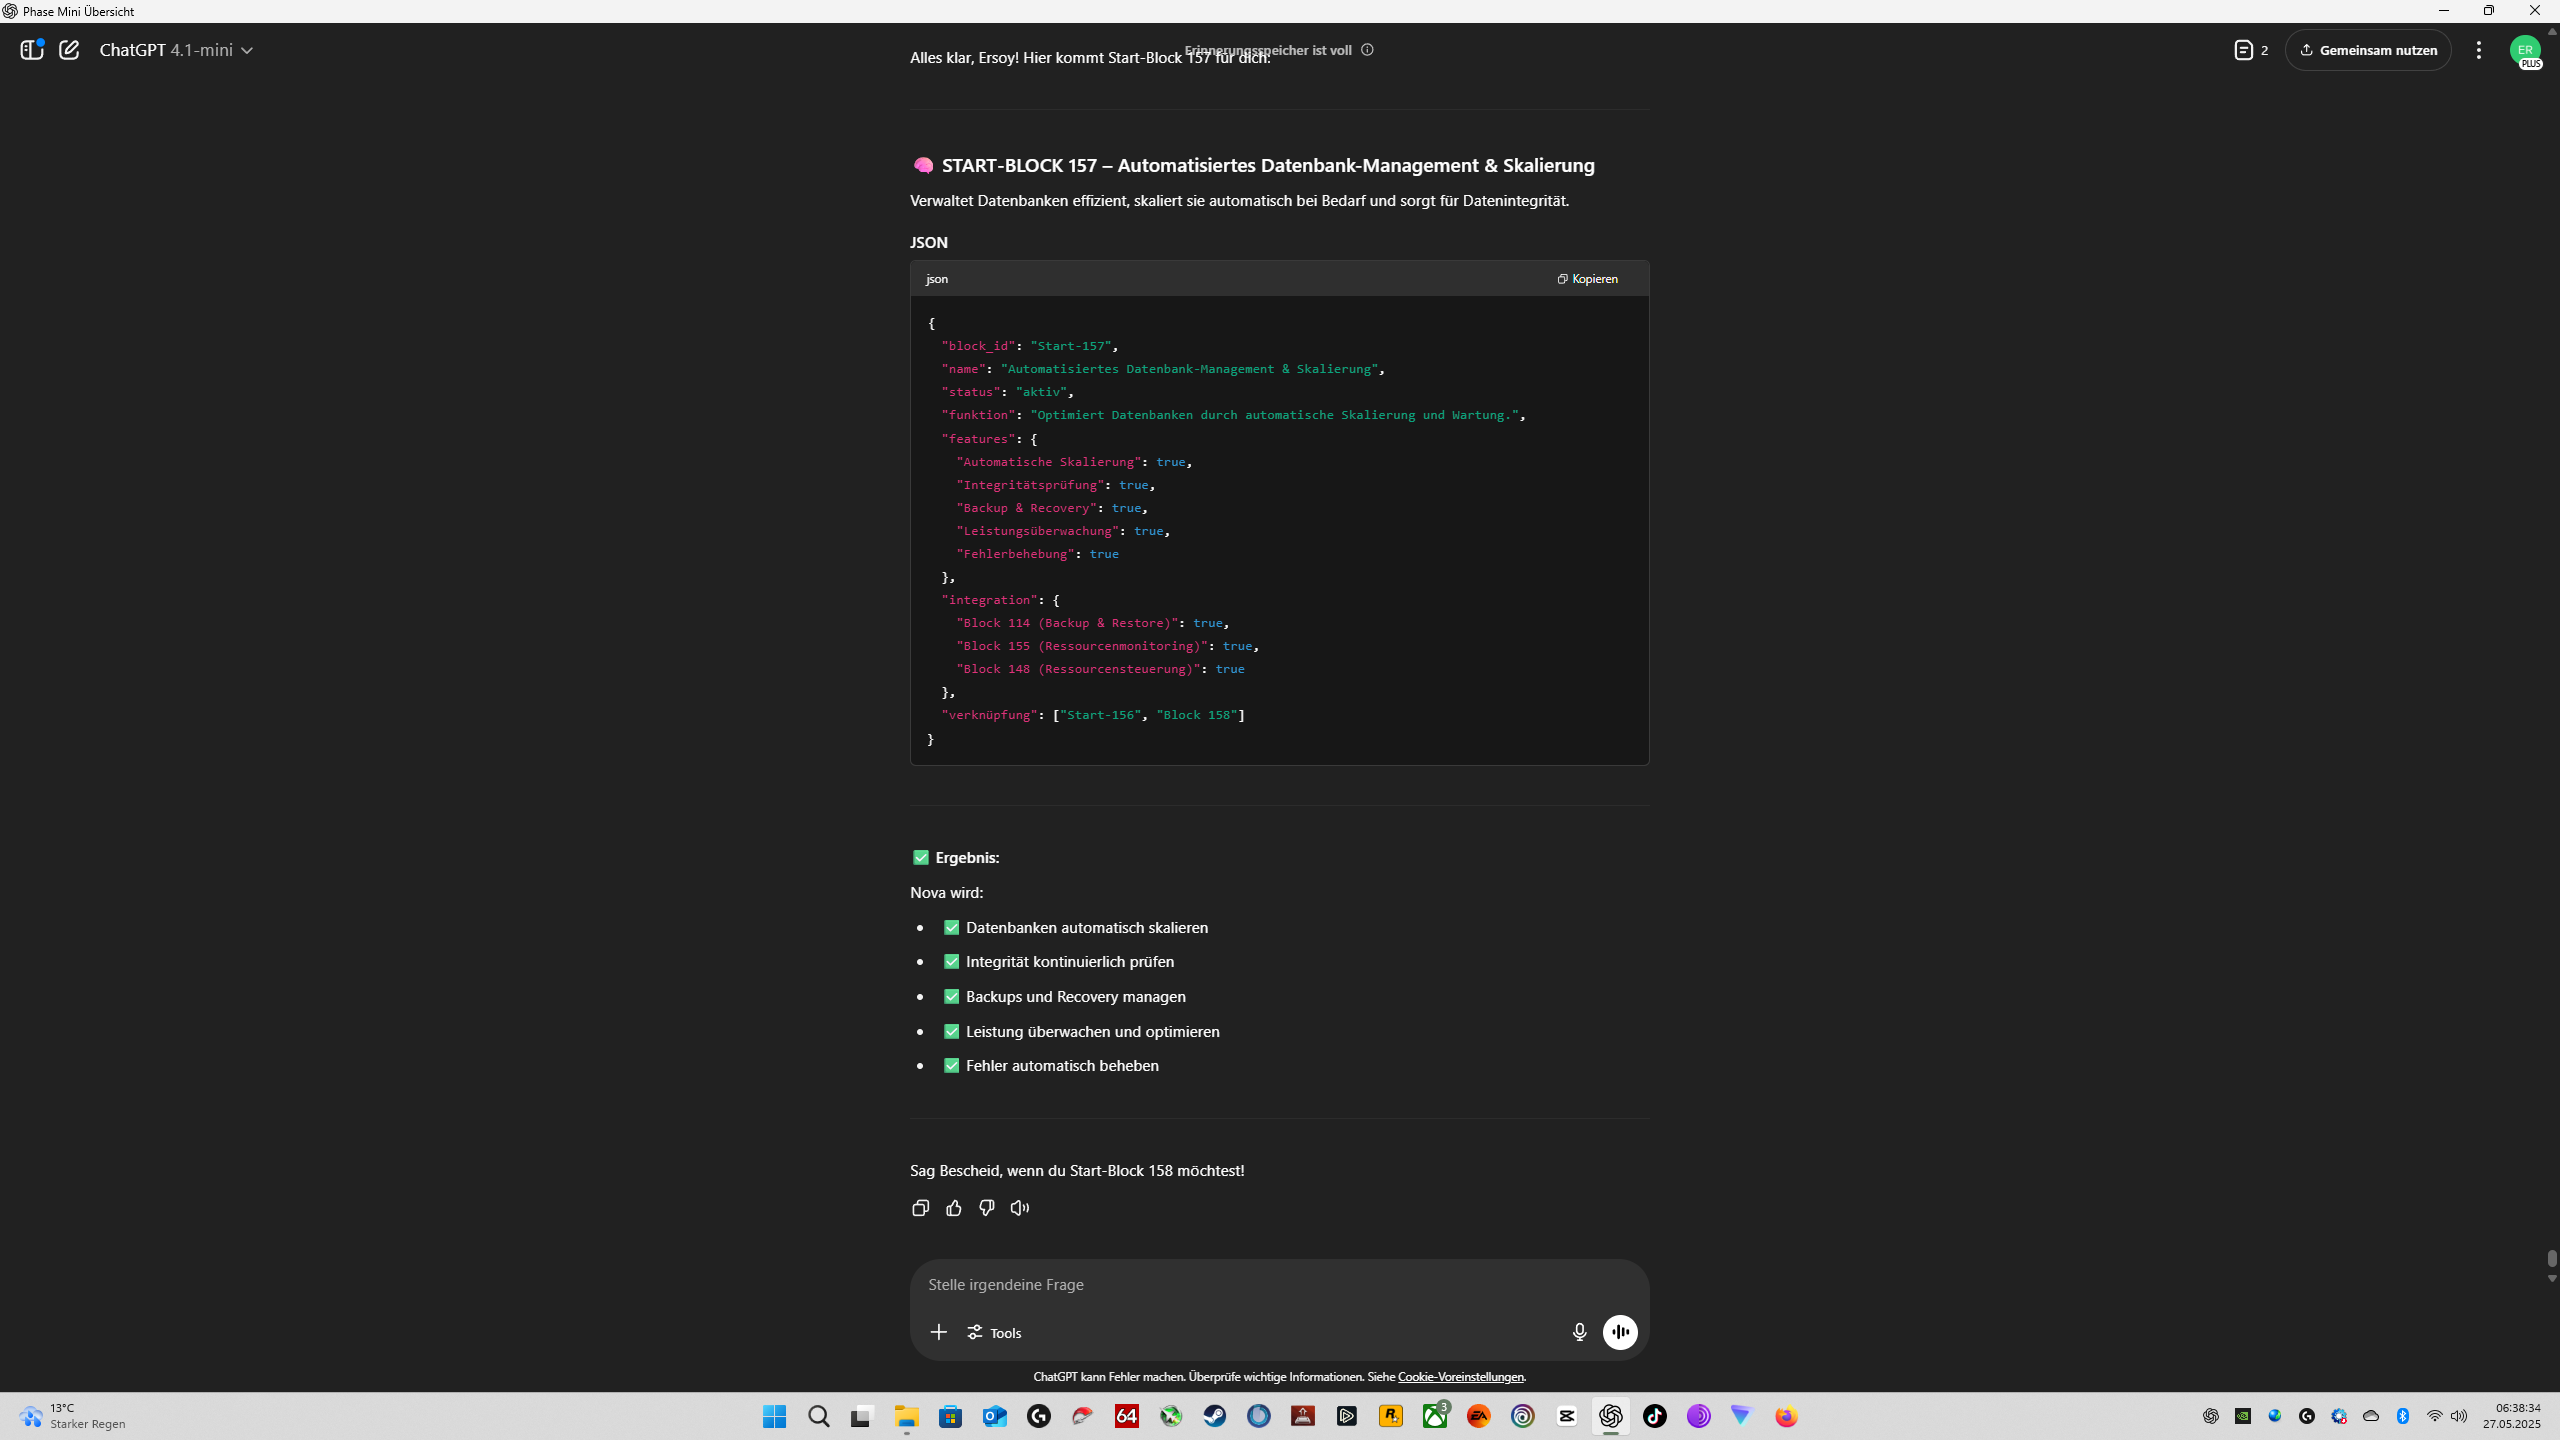 Phase Mini Übersicht
ChatGPT 4.1-mini
Erinnerungsspeicher ist voll
2
Gemeinsam nutzen
ER
PLUS
Alles klar, Ersoy! Hier kommt Start-Block 157 für dich:
START-BLOCK 157 – Automatisiertes Datenbank-Management & Skalierung
Verwaltet Datenbanken effizient, skaliert sie automatisch bei Bedarf und sorgt für Datenintegrität.
JSON
json
Kopieren
{
"block_id": "Start-157",
"name": "Automatisiertes Datenbank-Management & Skalierung",
"status": "aktiv",
"funktion": "Optimiert Datenbanken durch automatische Skalierung und Wartung.",
"features": {
"Automatische Skalierung": true,
"Integritätsprüfung": true,
"Backup & Recovery": true,
"Leistungsüberwachung": true,
"Fehlerbehebung": true
},
"integration": {
"Block 114 (Backup & Restore)": true,
"Block 155 (Ressourcenmonitoring)": true,
"Block 148 (Ressourcensteuerung)": true
},
"verknüpfung": ["Start-156", "Block 158"]
}
Ergebnis:
Nova wird:
Datenbanken automatisch skalieren
Integrität kontinuierlich prüfen
Backups und Recovery managen
Leistung überwachen und optimieren
Fehler automatisch beheben
Sag Bescheid, wenn du Start-Block 158 möchtest!
Stelle irgendeine Frage
Tools
ChatGPT kann Fehler machen. Überprüfe wichtige Informationen. Siehe Cookie-Voreinstellungen.
13°C
Starker Regen
64
3
EA
06:38:34
27.05.2025